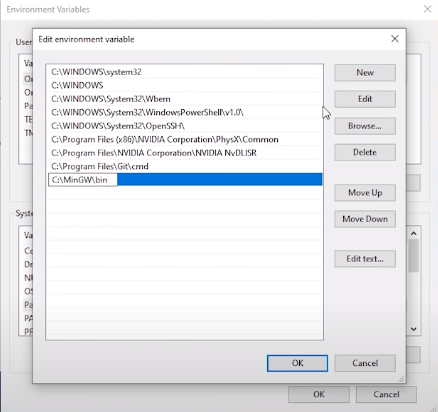 Environment Variables
User
Edit environment variable
C:\WINDOWS\system32
C:\WINDOWS
C:\WINDOWS\System32\Wbem
C:\WINDOWS\System32\WindowsPowerShell\v1.0\
C:\WINDOWS\System32\OpenSSH\
C:\Program Files (x86)\NVIDIA Corporation\PhysX\Common
C:\Program Files\NVIDIA Corporation\NVIDIA NvDLISR
C:\Program Files\Git\cmd
C:\MinGW\bin
New
Edit
Browse...
Delete
Move Up
Move Down
Edit text...
OK
Cancel
Va
On
Pa
TE
TM
Syste
Va
Co
Dr
NU
OS
Pa
PA
PR
OK
Cancel